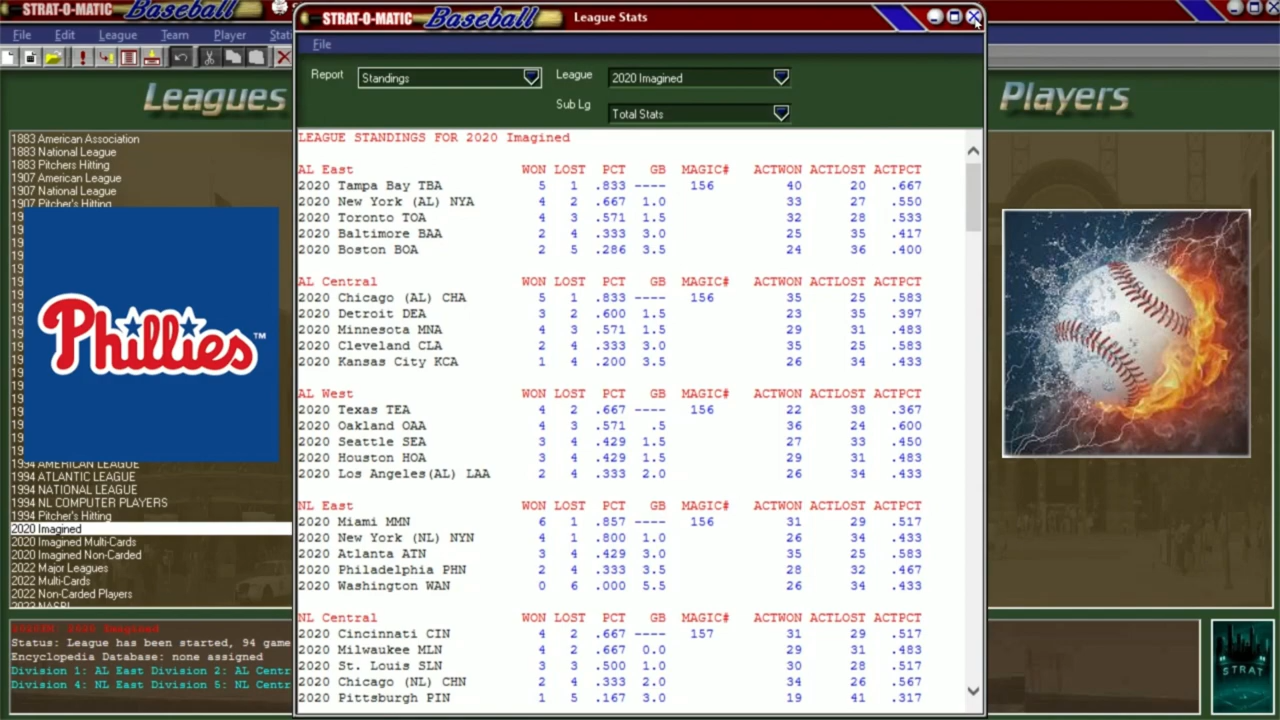 STRAT-O-MATIC Baseball
STRAT-O-MATIC Baseball League Stats
File Edit League Team Player
File
Report Standings League 2020 Imagined
Sub Lg Total Stats
Leagues
Players
1883 American Association
1883 National League
1883 Pitchers Hitting
1907 American League
1907 National League
1907 Pitcher's Hitting
Phillies™
1994 AMERICAN LEAGUE
1994 ATLANTIC LEAGUE
1994 NATIONAL LEAGUE
1994 NL COMPUTER PLAYERS
1994 Pitcher's Hitting
2020 Imagined
2020 Imagined Multi-Cards
2020 Imagined Non-Carded
2022 Major Leagues
2022 Multi-Cards
2022 Non-Carded Players
Status: League has been started, 94 game
Encyclopedia Database: none assigned
Division 1: AL East Division 2: AL Centr
Division 4: NL East Division 5: NL Centr
LEAGUE STANDINGS FOR 2020 Imagined
AL East WON LOST PCT GB MAGIC# ACTWON ACTLOST ACTPCT
2020 Tampa Bay TBA 5 1 .833 ---- 156 40 20 .667
2020 New York (AL) NYA 4 2 .667 1.0 33 27 .550
2020 Toronto TOA 4 3 .571 1.5 32 28 .533
2020 Baltimore BAA 2 4 .333 3.0 25 35 .417
2020 Boston BOA 2 5 .286 3.5 24 36 .400
AL Central WON LOST PCT GB MAGIC# ACTWON ACTLOST ACTPCT
2020 Chicago (AL) CHA 5 1 .833 ---- 156 35 25 .583
2020 Detroit DEA 3 2 .600 1.5 23 35 .397
2020 Minnesota MNA 4 3 .571 1.5 29 31 .483
2020 Cleveland CLA 2 4 .333 3.0 35 25 .583
2020 Kansas City KCA 1 4 .200 3.5 26 34 .433
AL West WON LOST PCT GB MAGIC# ACTWON ACTLOST ACTPCT
2020 Texas TEA 4 2 .667 ---- 156 22 38 .367
2020 Oakland OAA 4 3 .571 .5 36 24 .600
2020 Seattle SEA 3 4 .429 1.5 27 33 .450
2020 Houston HOA 3 4 .429 1.5 29 31 .483
2020 Los Angeles(AL) LAA 2 4 .333 2.0 26 34 .433
NL East WON LOST PCT GB MAGIC# ACTWON ACTLOST ACTPCT
2020 Miami MMN 6 1 .857 ---- 156 31 29 .517
2020 New York (NL) NYN 4 1 .800 1.0 26 34 .433
2020 Atlanta ATN 3 4 .429 3.0 35 25 .583
2020 Philadelphia PHN 2 4 .333 3.5 28 32 .467
2020 Washington WAN 0 6 .000 5.5 26 34 .433
NL Central WON LOST PCT GB MAGIC# ACTWON ACTLOST ACTPCT
2020 Cincinnati CIN 4 2 .667 ---- 157 31 29 .517
2020 Milwaukee MLN 4 2 .667 0.0 29 31 .483
2020 St. Louis SLN 3 3 .500 1.0 30 28 .517
2020 Chicago (NL) CHN 2 4 .333 2.0 34 26 .567
2020 Pittsburgh PIN 1 5 .167 3.0 19 41 .317
STRAT